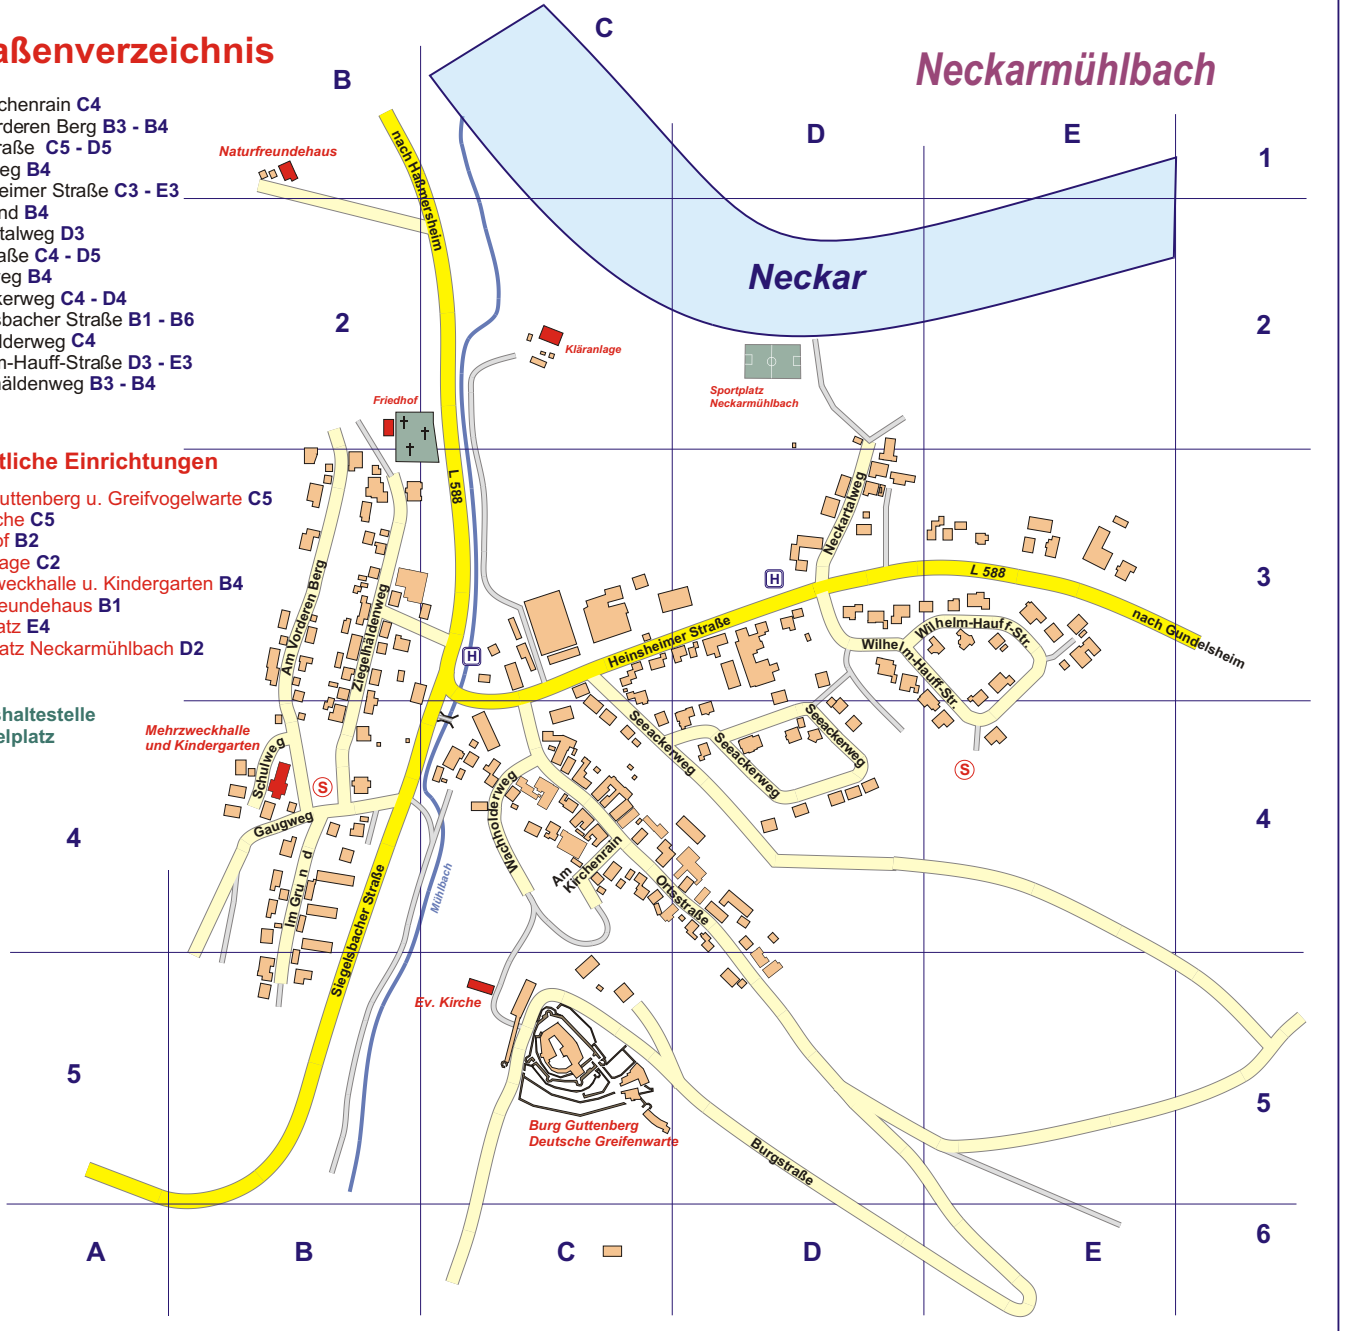 aßenverzeichnis
chenrain C4
rderen Berg B3 - B4
raße C5 - D5
eg B4
eimer Straße C3 - E3
nd B4
talweg D3
aße C4 - D5
eg B4
kerweg C4 - D4
sbacher Straße B1 - B6
lderweg C4
n-Hauff-Straße D3 - E3
häldenweg B3 - B4
tliche Einrichtungen
uttenberg u. Greifvogelwarte C5
che C5
of B2
age C2
weckhalle u. Kindergarten B4
eundehaus B1
atz E4
atz Neckarmühlbach D2
shaltestelle
elplatz
Neckarmühlbach
B
C
D
E
1
2
2
3
4
4
5
5
6
A
B
C
D
E
Naturfreundehaus
nach Haßmersheim
Neckar
Kläranlage
Sportplatz
Neckarmühlbach
Friedhof
L 588
Neckartalweg
H
L 588
nach Gundelsheim
Am Vorderen Berg
Ziegelhäldenweg
H
Heinsheimer Straße
Wilhelm-Hauff-Str.
Wilhelm-Hauff-Str.
Mehrzweckhalle
und Kindergarten
Schulweg
S
Seeackerweg
Seeackerweg
Seeackerweg
S
Gaugweg
Wachholderweg
Im Grund
Am
Kirchenrain
Ortsstraße
Mühlbach
Siegelsbacher Straße
Ev. Kirche
Burg Guttenberg
Deutsche Greifenwarte
Burgstraße